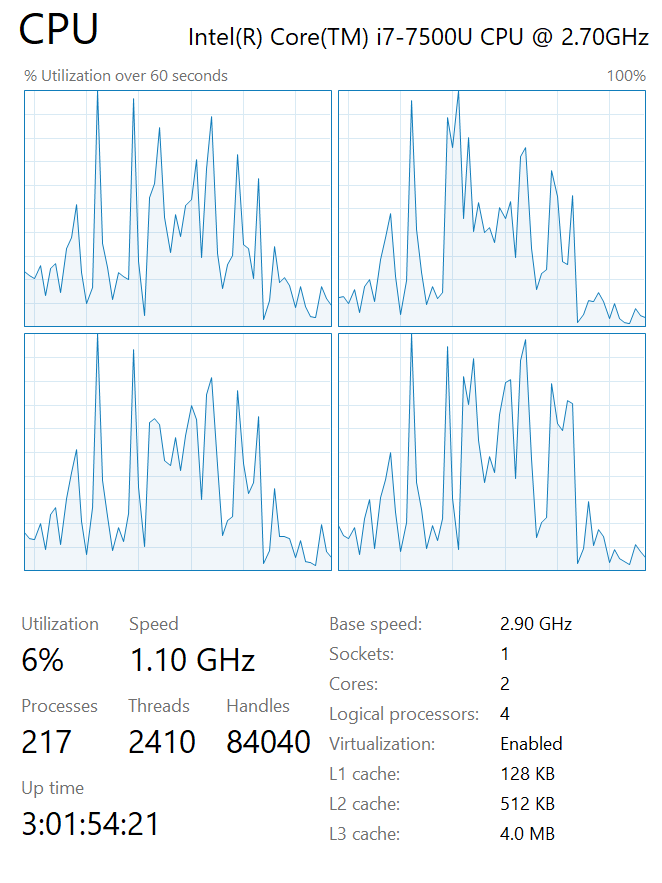 CPU Intel(R) Core(TM) i7-7500U CPU @ 2.70GHz
% Utilization over 60 seconds 100%
Utilization Speed
6% 1.10 GHz
Processes Threads Handles
217 2410 84040
Up time
3:01:54:21
Base speed: 2.90 GHz
Sockets: 1
Cores: 2
Logical processors: 4
Virtualization: Enabled
L1 cache: 128 KB
L2 cache: 512 KB
L3 cache: 4.0 MB